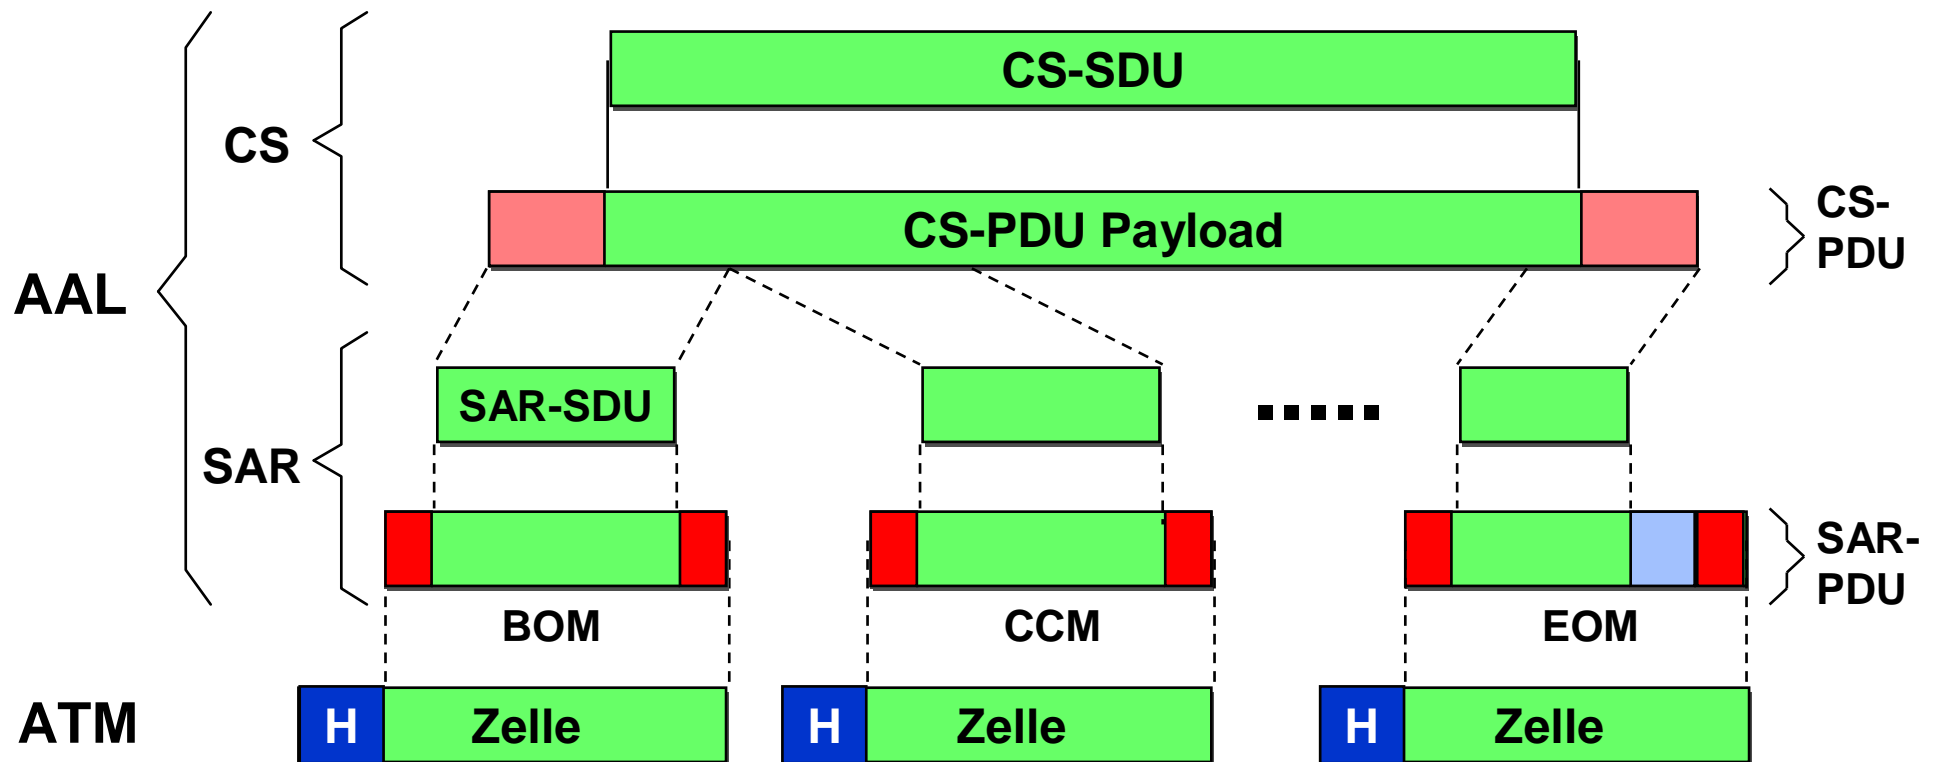 CS-SDU
CS
CS-PDU Payload
CS-
PDU
AAL
SAR-SDU
SAR
SAR-
PDU
BOM
CCM
EOM
ATM
H
Zelle
H
Zelle
H
Zelle